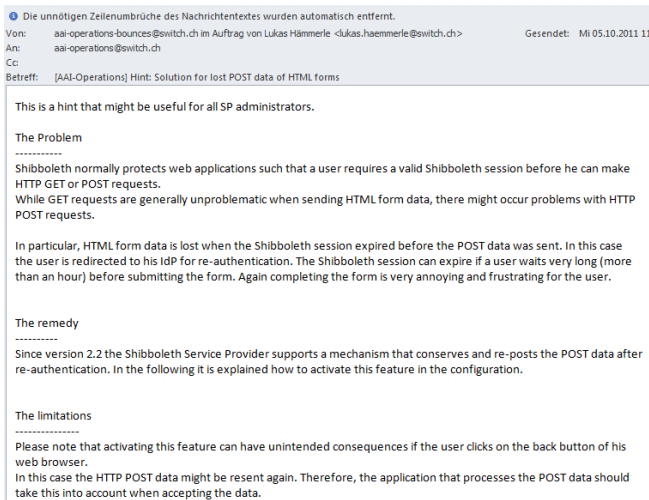 Die unnötigen Zeilenumbrüche des Nachrichtentextes wurden automatisch entfernt.
Von: aai-operations-bounces@switch.ch im Auftrag von Lukas Hämmerle <lukas.haemmerle@switch.ch> Gesendet: Mi 05.10.2011 11
An: aai-operations@switch.ch
Cc:
Betreff: [AAI-Operations] Hint: Solution for lost POST data of HTML forms
This is a hint that might be useful for all SP administrators.
The Problem
-----------
Shibboleth normally protects web applications such that a user requires a valid Shibboleth session before he can make
HTTP GET or POST requests.
While GET requests are generally unproblematic when sending HTML form data, there might occur problems with HTTP
POST requests.
In particular, HTML form data is lost when the Shibboleth session expired before the POST data was sent. In this case
the user is redirected to his IdP for re-authentication. The Shibboleth session can expire if a user waits very long (more
than an hour) before submitting the form. Again completing the form is very annoying and frustrating for the user.
The remedy
----------
Since version 2.2 the Shibboleth Service Provider supports a mechanism that conserves and re-posts the POST data after
re-authentication. In the following it is explained how to activate this feature in the configuration.
The limitations
---------------
Please note that activating this feature can have unintended consequences if the user clicks on the back button of his
web browser.
In this case the HTTP POST data might be resent again. Therefore, the application that processes the POST data should
take this into account when accepting the data.